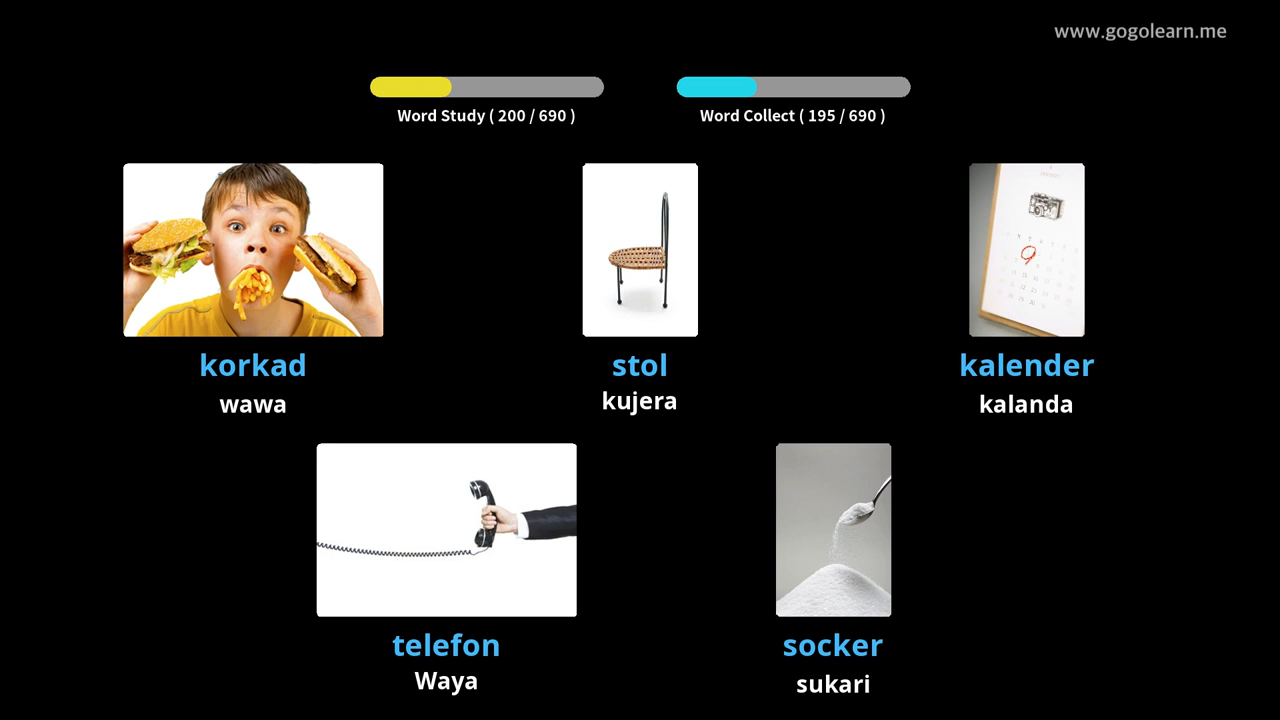 www.gogolearn.me
Word Study ( 200 / 690 )
Word Collect ( 195 / 690 )
korkad
wawa
stol
kujera
kalender
kalanda
telefon
Waya
socker
sukari